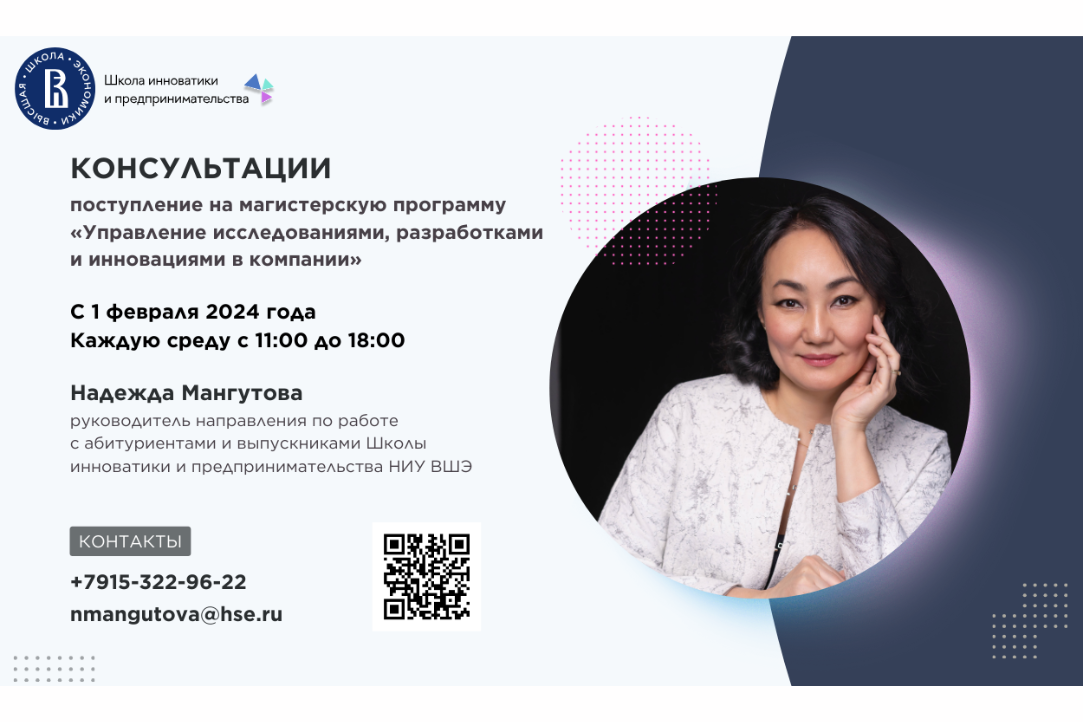 ВЫСШАЯ • ШКОЛА • ЭКОНОМИКИ •
Школа инноватики
и предпринимательства
КОНСУЛЬТАЦИИ
поступление на магистерскую программу
«Управление исследованиями, разработками
и инновациями в компании»
С 1 февраля 2024 года
Каждую среду с 11:00 до 18:00
Надежда Мангутова
руководитель направления по работе
с абитуриентами и выпускниками Школы
инноватики и предпринимательства НИУ ВШЭ
КОНТАКТЫ
+7915-322-96-22
nmangutova@hse.ru